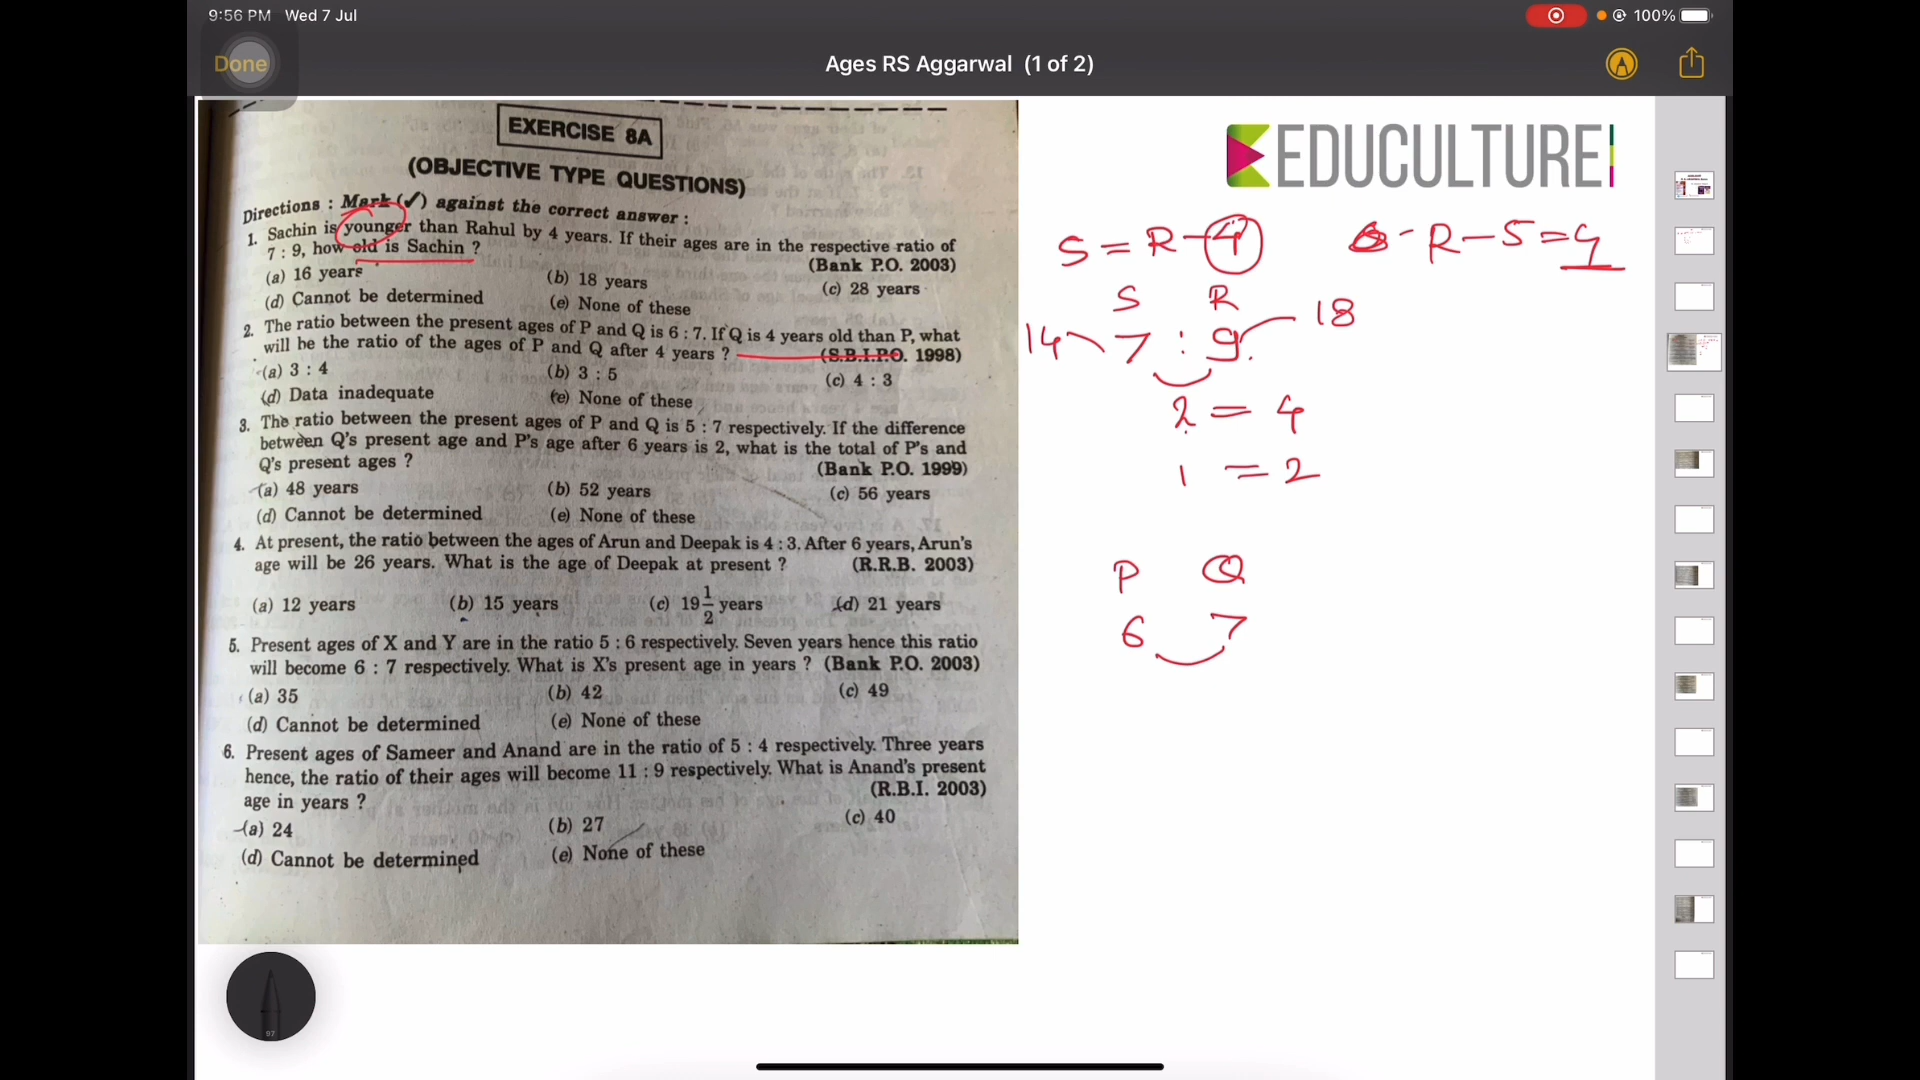 9:56 PM Wed 7 Jul
100%
Done
Ages RS Aggarwal (1 of 2)
EXERCISE 8A
(OBJECTIVE TYPE QUESTIONS)
Directions : Mark (✓) against the correct answer :
1. Sachin is younger than Rahul by 4 years. If their ages are in the respective ratio of
7 : 9, how old is Sachin ?
(Bank P.O. 2003)
(a) 16 years
(b) 18 years
(c) 28 years
(d) Cannot be determined
(e) None of these
2. The ratio between the present ages of P and Q is 6 : 7. If Q is 4 years old than P, what
will be the ratio of the ages of P and Q after 4 years ?
(S.B.I.P.O. 1998)
(a) 3 : 4
(b) 3 : 5
(c) 4 : 3
(d) Data inadequate
(e) None of these
3. The ratio between the present ages of P and Q is 5 : 7 respectively. If the difference
between Q's present age and P's age after 6 years is 2, what is the total of P's and
Q's present ages ?
(Bank P.O. 1999)
(a) 48 years
(b) 52 years
(c) 56 years
(d) Cannot be determined
(e) None of these
4. At present, the ratio between the ages of Arun and Deepak is 4 : 3. After 6 years, Arun's
age will be 26 years. What is the age of Deepak at present ?
(R.R.B. 2003)
(a) 12 years
(b) 15 years
(c) 19 1/2 years
(d) 21 years
5. Present ages of X and Y are in the ratio 5 : 6 respectively. Seven years hence this ratio
will become 6 : 7 respectively. What is X's present age in years ? (Bank P.O. 2003)
(a) 35
(b) 42
(c) 49
(d) Cannot be determined
(e) None of these
6. Present ages of Sameer and Anand are in the ratio of 5 : 4 respectively. Three years
hence, the ratio of their ages will become 11 : 9 respectively. What is Anand's present
age in years ?
(R.B.I. 2003)
(a) 24
(b) 27
(c) 40
(d) Cannot be determined
(e) None of these
EDUCULTURE
S = R - 4
R - S = 4
S R
14 7 : 9 18
2 = 4
1 = 2
P Q
6 7
97